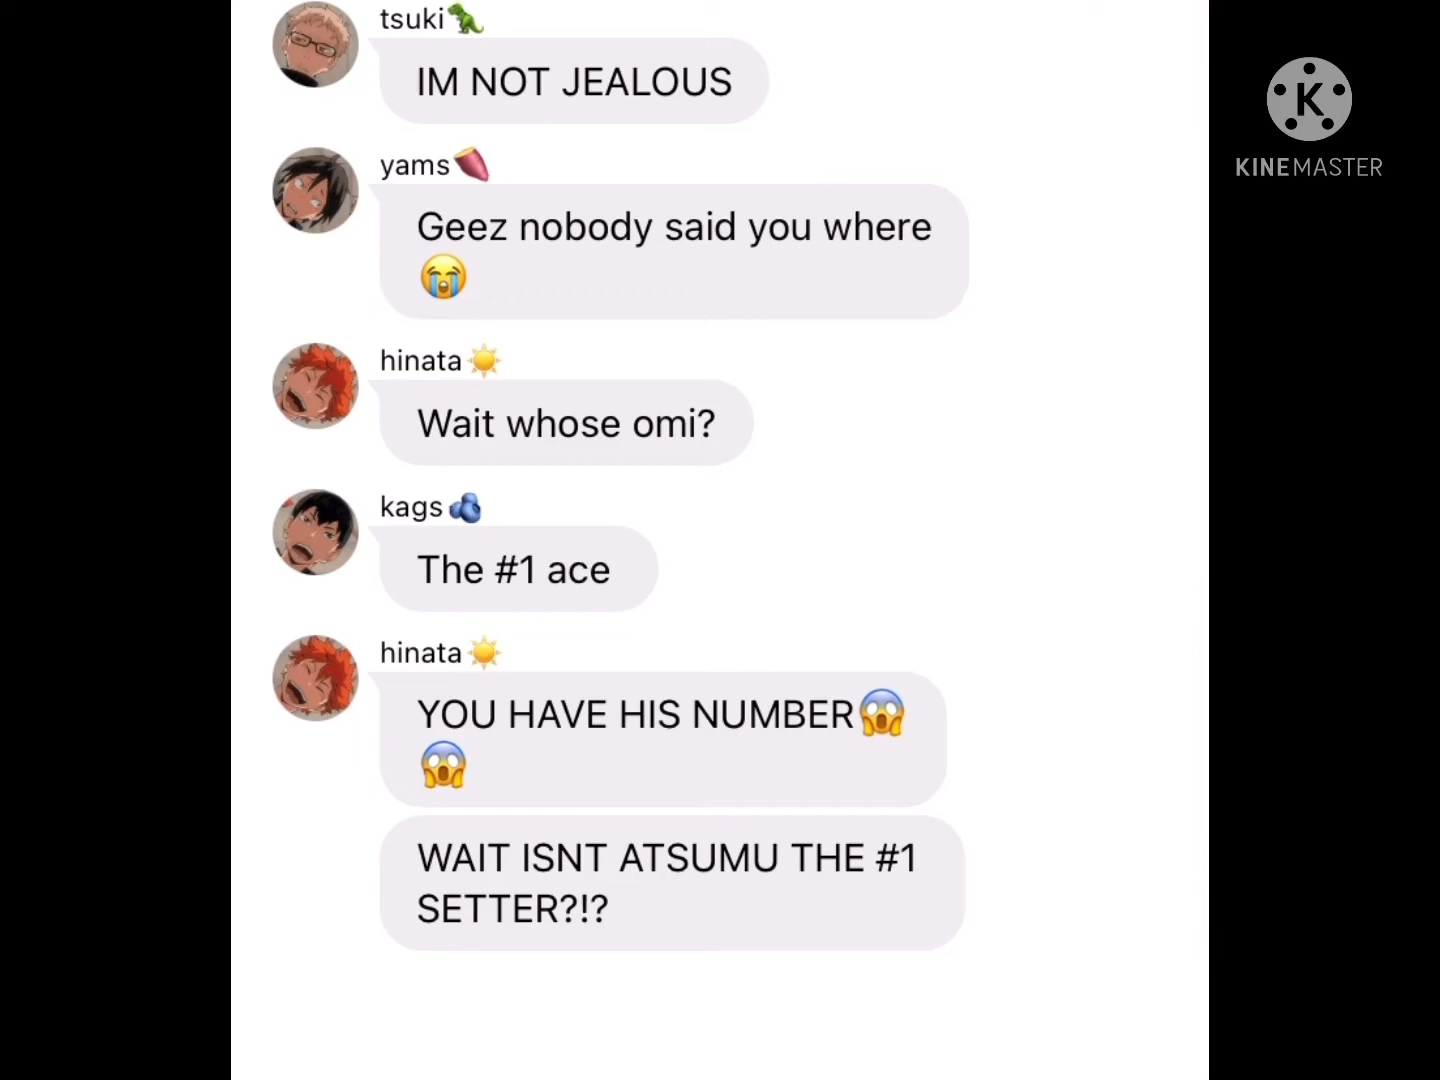 tsuki🦖
IM NOT JEALOUS
yams🍠
Geez nobody said you where
😭
hinata☀️
Wait whose omi?
kags🫐
The #1 ace
hinata☀️
YOU HAVE HIS NUMBER😱
😱
WAIT ISNT ATSUMU THE #1
SETTER?!?
K
KINEMASTER